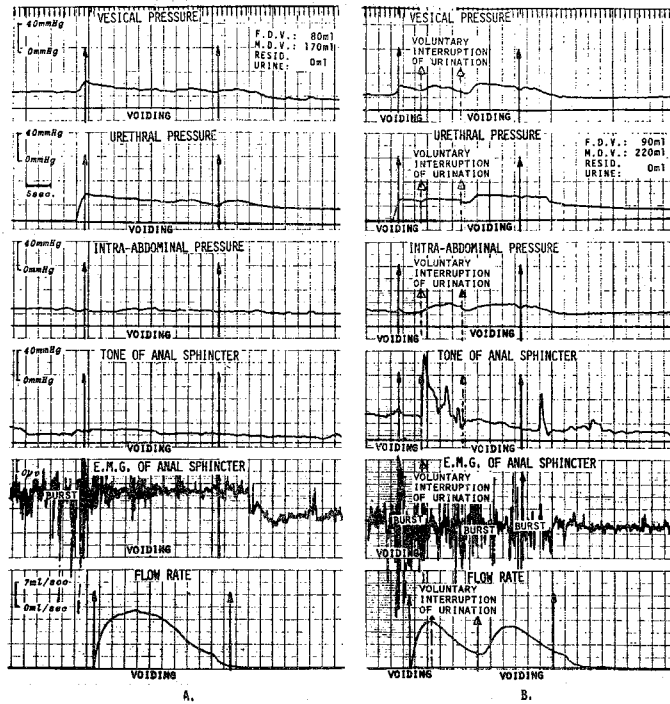 VESICAL PRESSURE
40mmHg
0mmHg
F.D.V.: 80ml
M.D.V.: 170ml
RESID.
URINE: 0ml
VOIDING
URETHRAL PRESSURE
40mmHg
0mmHg
5sec.
VOIDING
INTRA-ABDOMINAL PRESSURE
40mmHg
0mmHg
VOIDING
TONE OF ANAL SPHINCTER
40mmHg
0mmHg
VOIDING
E.M.G. OF ANAL SPHINCTER
BURST
VOIDING
FLOW RATE
7ml/sec
0ml/sec
VOIDING
A.
VESICAL PRESSURE
VOLUNTARY
INTERRUPTION
OF URINATION
VOIDING VOIDING
URETHRAL PRESSURE
VOLUNTARY
INTERRUPTION
OF URINATION
F.D.V.: 90ml
M.D.V.: 220ml
RESID.
URINE: 0ml
VOIDING VOIDING
INTRA-ABDOMINAL PRESSURE
VOLUNTARY
INTERRUPTION
OF URINATION
VOIDING VOIDING
TONE OF ANAL SPHINCTER
VOIDING VOIDING
E.M.G. OF ANAL SPHINCTER
VOLUNTARY
INTERRUPTION
OF URINATION
BURST BURST BURST
VOIDING VOIDING
FLOW RATE
VOLUNTARY
INTERRUPTION
OF URINATION
VOIDING VOIDING
B.